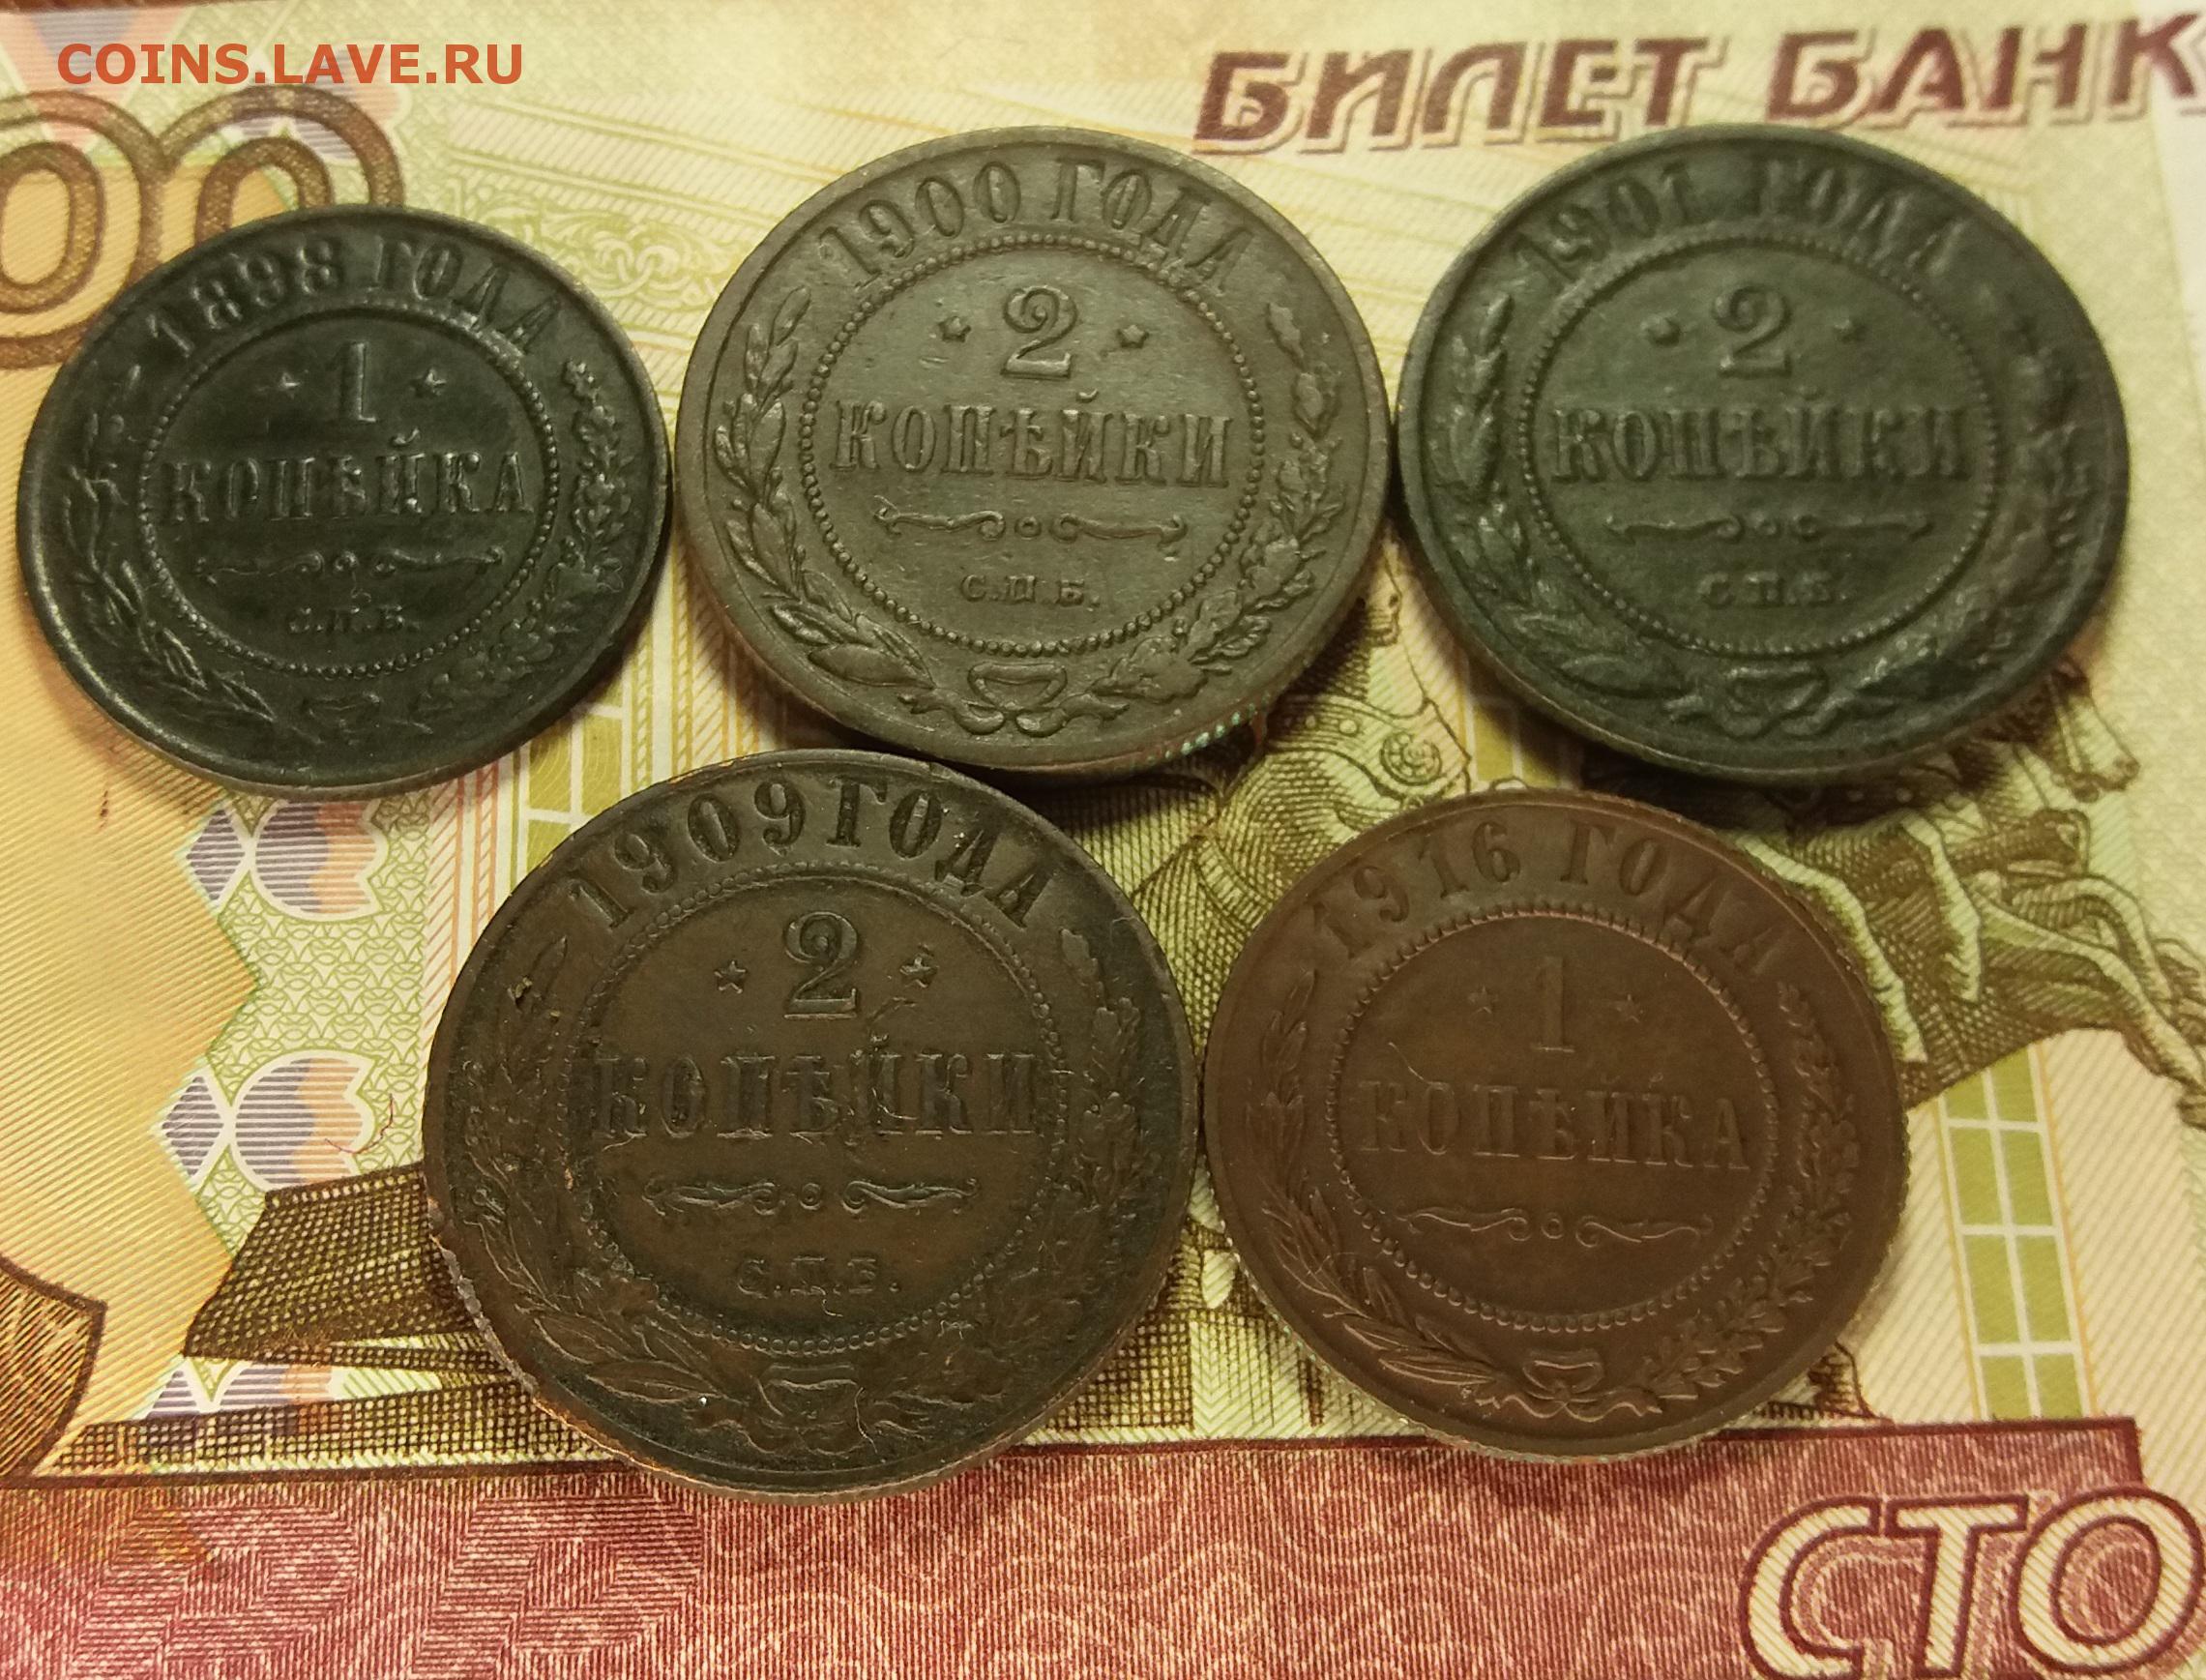 COINS.LAVE.RU
БИЛЕТ БАНК
00
1898 ГОДА
1
КОПѢЙКА
С.П.Б.
1900 ГОДА
2
КОПѢЙКИ
С.П.Б.
1901 ГОДА
2
КОПѢЙКИ
С.П.Б.
1909 ГОДА
2
КОПѢЙКИ
С.П.Б.
1916 ГОДА
1
КОПѢЙКА
СТО